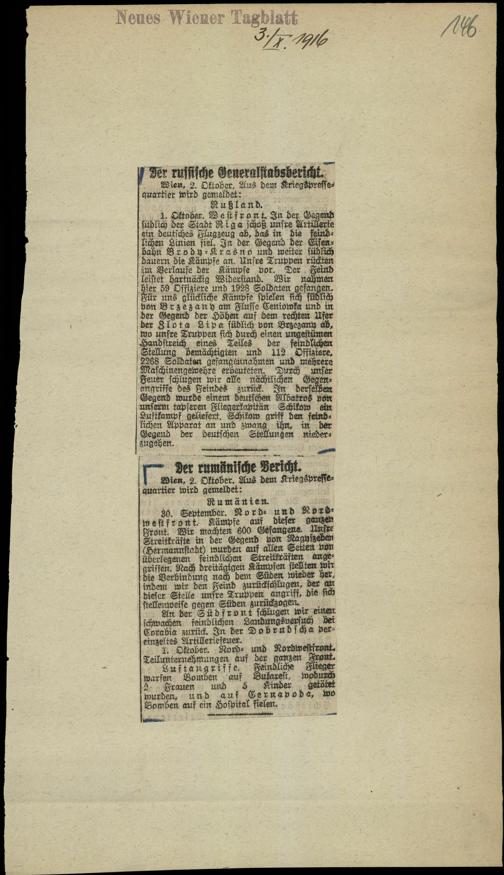 Neues Wiener Tagblatt
3./X. 1916
146
Der russische Generalstabsbericht.
Wien, 2. Oktober. Aus dem Kriegspresse-
quartier wird gemeldet:
Rußland.
1. Oktober. Westfront. In der Gegend
südlich der Stadt Riga schoß unsre Artillerie
ein deutsches Flugzeug ab, das in die feind-
lichen Linien fiel. In der Gegend der Eisen-
bahn Brody-Krasno und weiter südlich
dauern die Kämpfe an. Unsre Truppen rückten
im Verlaufe der Kämpfe vor. Der Feind
leistet hartnäckig Widerstand. Wir nahmen
hier 59 Offiziere und 1928 Soldaten gefangen.
Für uns glückliche Kämpfe spielen sich südlich
von Brzezany am Flusse Ceniowka und in
der Gegend der Höhen auf dem rechten Ufer
der Zlota Lipa südlich von Brzezany ab,
wo unsre Truppen sich durch einen ungestümen
Handstreich eines Teiles der feindlichen
Stellung bemächtigten und 112 Offiziere,
2268 Soldaten gefangennahmen und mehrere
Maschinengewehre erbeuteten. Durch unser
Feuer schlugen wir alle nächtlichen Gegen-
angriffe des Feindes zurück. In derselben
Gegend wurde einem deutschen Albatros von
unserm tapferen Fliegerkapitän Schikow ein
Luftkampf geliefert. Schikow griff den feind-
lichen Apparat an und zwang ihn, in der
Gegend der deutschen Stellungen nieder-
zugehen.
Der rumänische Bericht.
Wien, 2. Oktober. Aus dem Kriegspresse-
quartier wird gemeldet:
Rumänien.
30. September. Nord- und Nord-
westfront. Kämpfe auf dieser ganzen
Front. Wir machten 600 Gefangene. Unsre
Streitkräfte in der Gegend von Nagyszeben
(Hermannstadt) wurden auf allen Seiten von
überlegenen feindlichen Streitkräften ange-
griffen. Nach dreitägigen Kämpfen stellten wir
die Verbindung nach dem Süden wieder her,
indem wir den Feind zurückschlugen, der an
dieser Stelle unsre Truppen angriff, die sich
stellenweise gegen Süden zurückzogen.
An der Südfront schlugen wir einen
schwachen feindlichen Landungsversuch bei
Corabia zurück. In der Dobrudscha ver-
einzeltes Artilleriefeuer.
1. Oktober. Nord- und Nordwestfront.
Teilunternehmungen auf der ganzen Front.
Luftangriffe. Feindliche Flieger
warfen Bomben auf Bukarest, wodurch
2 Frauen und 5 Kinder getötet
wurden, und auf Cernavoda, wo
Bomben auf ein Hospital fielen.